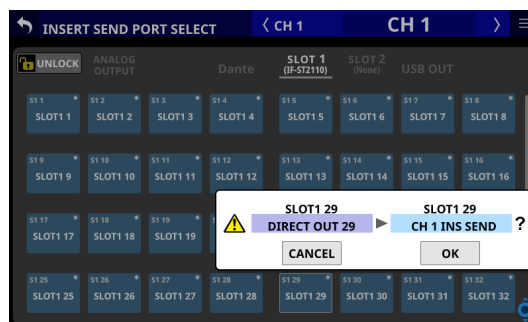 INSERT SEND PORT SELECT
CH 1
CH 1
UNLOCK
ANALOG
OUTPUT
Dante
SLOT 1
(IF-ST2110)
SLOT 2
(None)
USB OUT
S1 1 *
SLOT1 1
S1 2 *
SLOT1 2
S1 3 *
SLOT1 3
S1 4 *
SLOT1 4
S1 5 *
SLOT1 5
S1 6 *
SLOT1 6
S1 7 *
SLOT1 7
S1 8 *
SLOT1 8
S1 9 *
SLOT1 9
S1 10 *
SLOT1 10
S1 11 *
SLOT1 11
S1 12 *
SLOT1 12
S1 13 *
SLOT1 13
S1 14 *
SLOT1 14
S1 15 *
SLOT1 15
S1 16 *
SLOT1 16
S1 17 *
SLOT1 17
S1 18 *
SLOT1 18
S1 19 *
SLOT1 19
SLOT1 29
DIRECT OUT 29
SLOT1 29
CH 1 INS SEND
?
CANCEL
OK
S1 25 *
SLOT1 25
S1 26 *
SLOT1 26
S1 27 *
SLOT1 27
S1 28 *
SLOT1 28
S1 29 *
SLOT1 29
S1 30 *
SLOT1 30
S1 31 *
SLOT1 31
S1 32 *
SLOT1 32